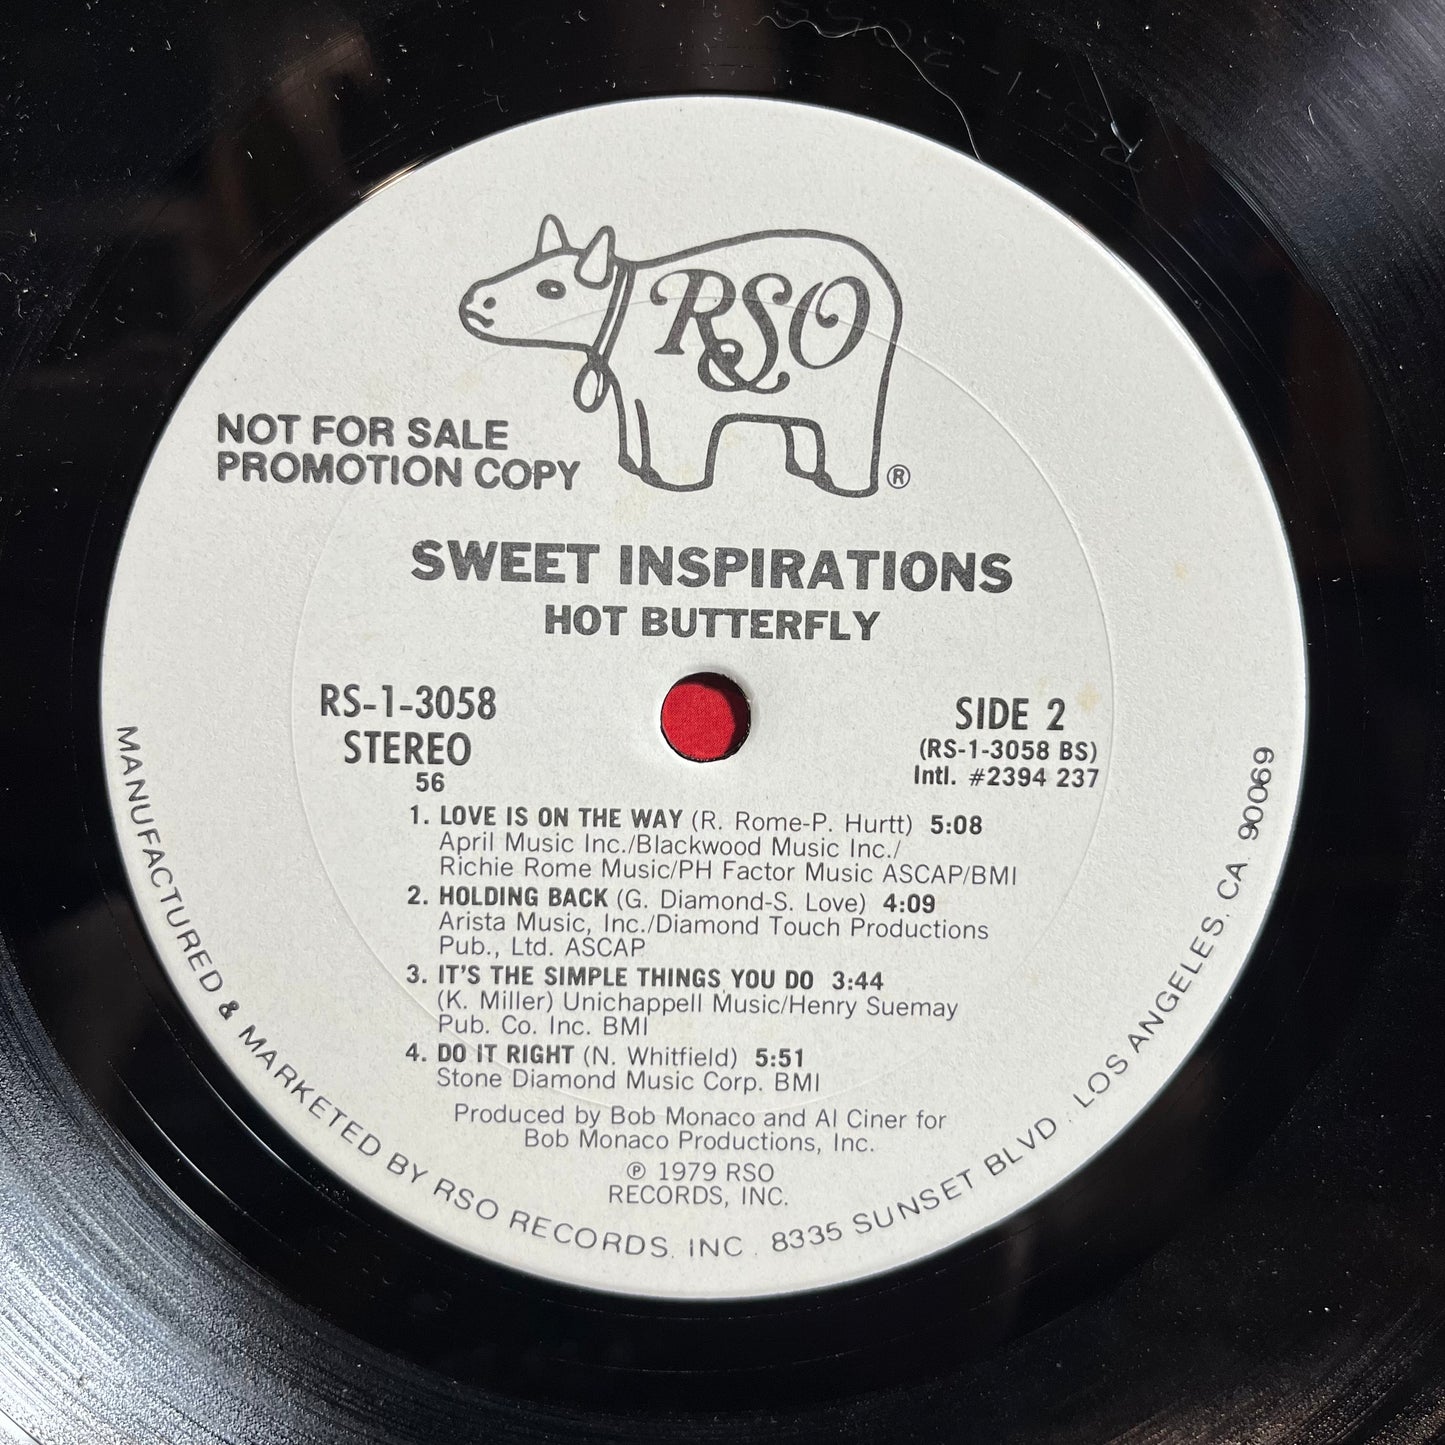 RSO
®
NOT FOR SALE
PROMOTION COPY
SWEET INSPIRATIONS
HOT BUTTERFLY
RS-1-3058
STEREO
56
SIDE 2
(RS-1-3058 BS)
Intl. #2394 237
1. LOVE IS ON THE WAY (R. Rome-P. Hurtt) 5:08
April Music Inc./Blackwood Music Inc./
Richie Rome Music/PH Factor Music ASCAP/BMI
2. HOLDING BACK (G. Diamond-S. Love) 4:09
Arista Music, Inc./Diamond Touch Productions
Pub., Ltd. ASCAP
3. IT'S THE SIMPLE THINGS YOU DO 3:44
(K. Miller) Unichappell Music/Henry Suemay
Pub. Co. Inc. BMI
4. DO IT RIGHT (N. Whitfield) 5:51
Stone Diamond Music Corp. BMI
Produced by Bob Monaco and Al Ciner for
Bob Monaco Productions, Inc.
℗ 1979 RSO
RECORDS, INC.
MANUFACTURED & MARKETED BY RSO RECORDS, INC. 8335 SUNSET BLVD., LOS ANGELES, CA. 90069